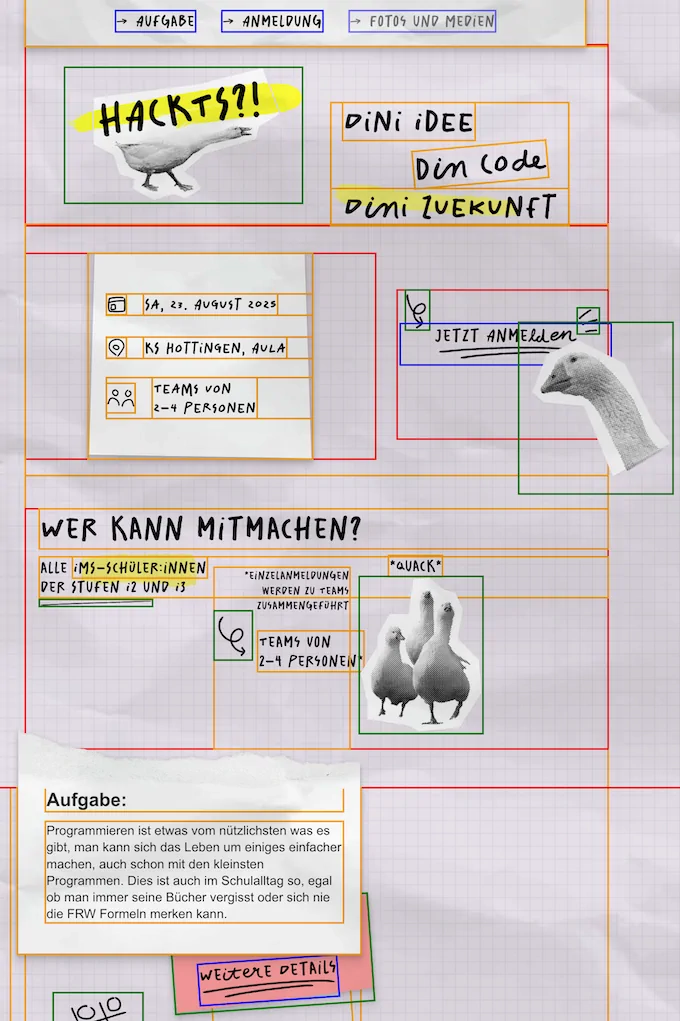 → AUFGABE → ANMELDUNG → FOTOS UND MEDIEN
HACKTS?!
DiNi iDEE
Din Code
Dini ZUEKUNFT
SA, 23. AUGUST 2025
KS HOTTiNGEN, AULA
TEAMS VON
2–4 PERSONEN
JETZT ANMElden
WER KANN MiTMACHEN?
ALLE iMS–SCHÜLER:iNNEN
DER STUFEN i2 UND i3
*EiNZELANMELDUNGEN
WERDEN ZU TEAMS
ZUSAMMENGEFÜHRT
TEAMS VON
2–4 PERSONEN*
*QUACK*
Aufgabe:
Programmieren ist etwas vom nützlichsten was es
gibt, man kann sich das Leben um einiges einfacher
machen, auch schon mit den kleinsten
Programmen. Dies ist auch im Schulalltag so, egal
ob man immer seine Bücher vergisst oder sich nie
die FRW Formeln merken kann.
WEitERE DETAiLS
1010